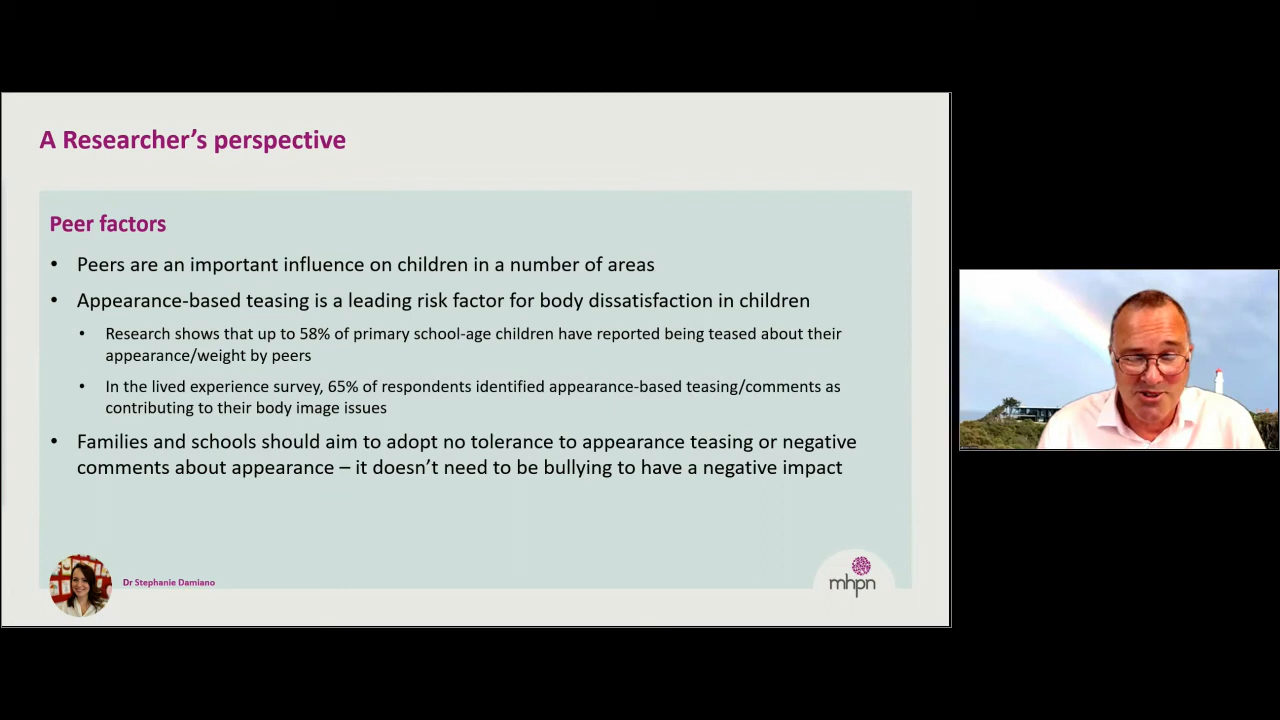 A Researcher’s perspective
Peer factors
• Peers are an important influence on children in a number of areas
• Appearance-based teasing is a leading risk factor for body dissatisfaction in children
• Research shows that up to 58% of primary school-age children have reported being teased about their
appearance/weight by peers
• In the lived experience survey, 65% of respondents identified appearance-based teasing/comments as
contributing to their body image issues
• Families and schools should aim to adopt no tolerance to appearance teasing or negative
comments about appearance – it doesn’t need to be bullying to have a negative impact
Dr Stephanie Damiano
mhpn